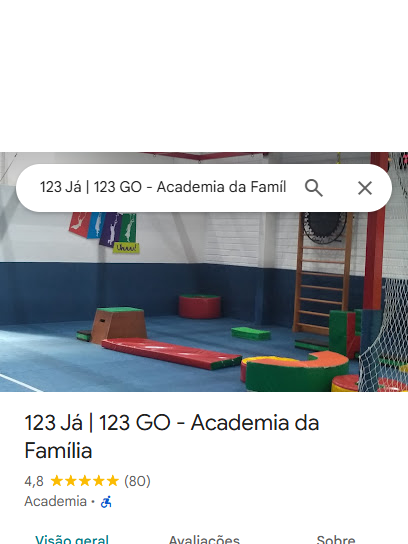 123 Já | 123 GO - Academia da Famíl
Uhuu!
123 Já | 123 GO - Academia da
Família
4,8 (80)
Academia ·
Visão geral Avaliações Sobre